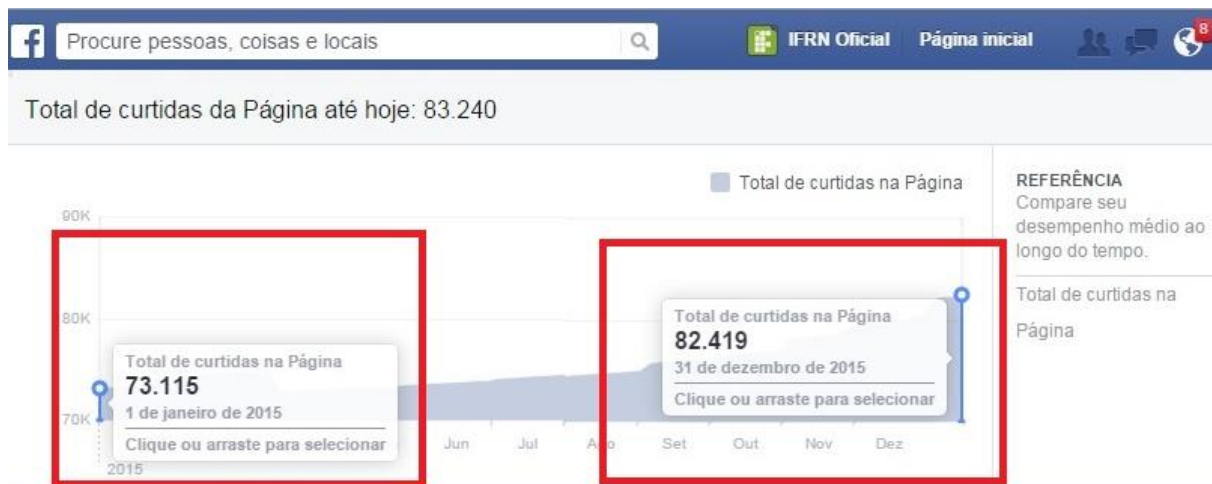 Procure pessoas, coisas e locais
IFRN Oficial
Página inicial
8
Total de curtidas da Página até hoje: 83.240
Total de curtidas na Página
90K
80K
70K
Total de curtidas na Página
73.115
1 de janeiro de 2015
Clique ou arraste para selecionar
Total de curtidas na Página
82.419
31 de dezembro de 2015
Clique ou arraste para selecionar
Jun Jul Ago Set Out Nov Dez
2015
REFERÊNCIA
Compare seu
desempenho médio ao
longo do tempo.
Total de curtidas na
Página